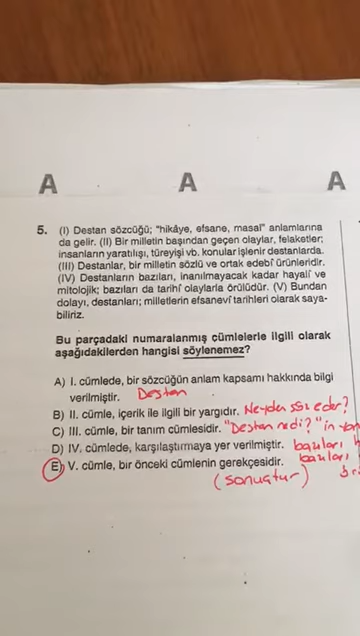 A A A
5. (I) Destan sözcüğü; "hikâye, efsane, masal" anlamlarına
da gelir. (II) Bir milletin başından geçen olaylar, felaketler;
insanların yaratılışı, türeyişi vb. konular işlenir destanlarda.
(III) Destanlar, bir milletin sözlü ve ortak edebî ürünleridir.
(IV) Destanların bazıları, inanılmayacak kadar hayalî ve
mitolojik; bazıları da tarihî olaylarla örülüdür. (V) Bundan
dolayı, destanları; milletlerin efsanevî tarihleri olarak saya-
biliriz.
Bu parçadaki numaralanmış cümlelerle ilgili olarak
aşağıdakilerden hangisi söylenemez?
A) I. cümlede, bir sözcüğün anlam kapsamı hakkında bilgi
verilmiştir. Destan
B) II. cümle, içerik ile ilgili bir yargıdır. Neyden söz eder?
C) III. cümle, bir tanım cümlesidir. "Destan nedir?" in
D) IV. cümlede, karşılaştırmaya yer verilmiştir. bazıları
E) V. cümle, bir önceki cümlenin gerekçesidir. bazıları
(sonuçtur)